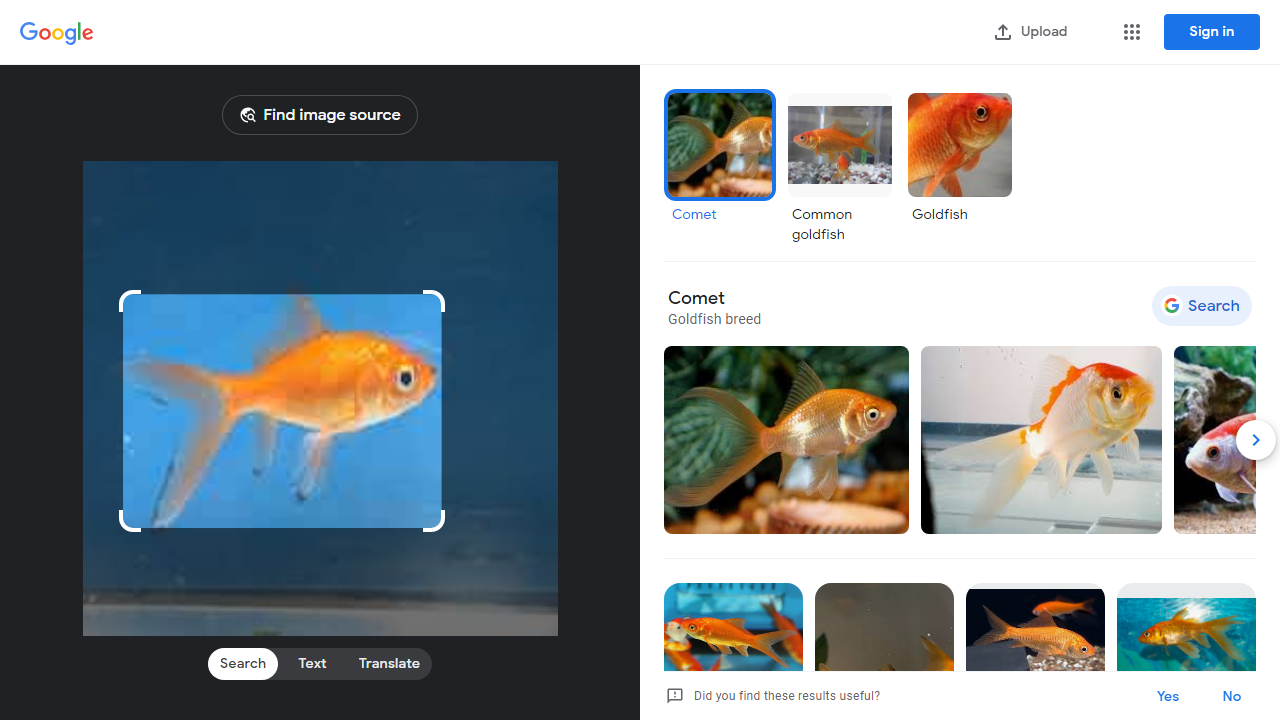 Google
Upload
Sign in
Find image source
Comet
Common
goldfish
Goldfish
Comet
Goldfish breed
Search
Search
Text
Translate
Did you find these results useful?
Yes
No